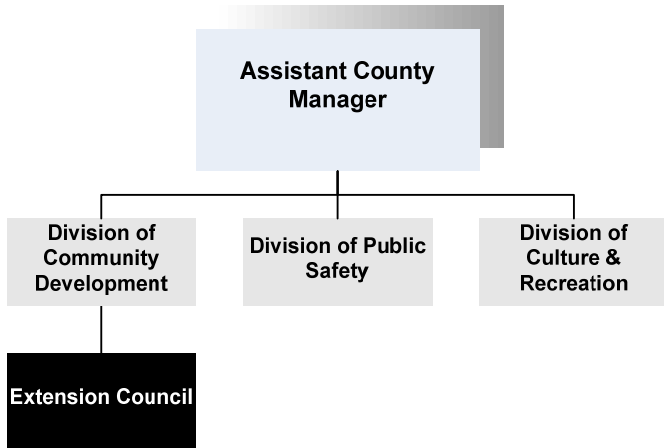 Assistant County
Manager
Division of
Community
Development
Division of Public
Safety
Division of
Culture &
Recreation
Extension Council